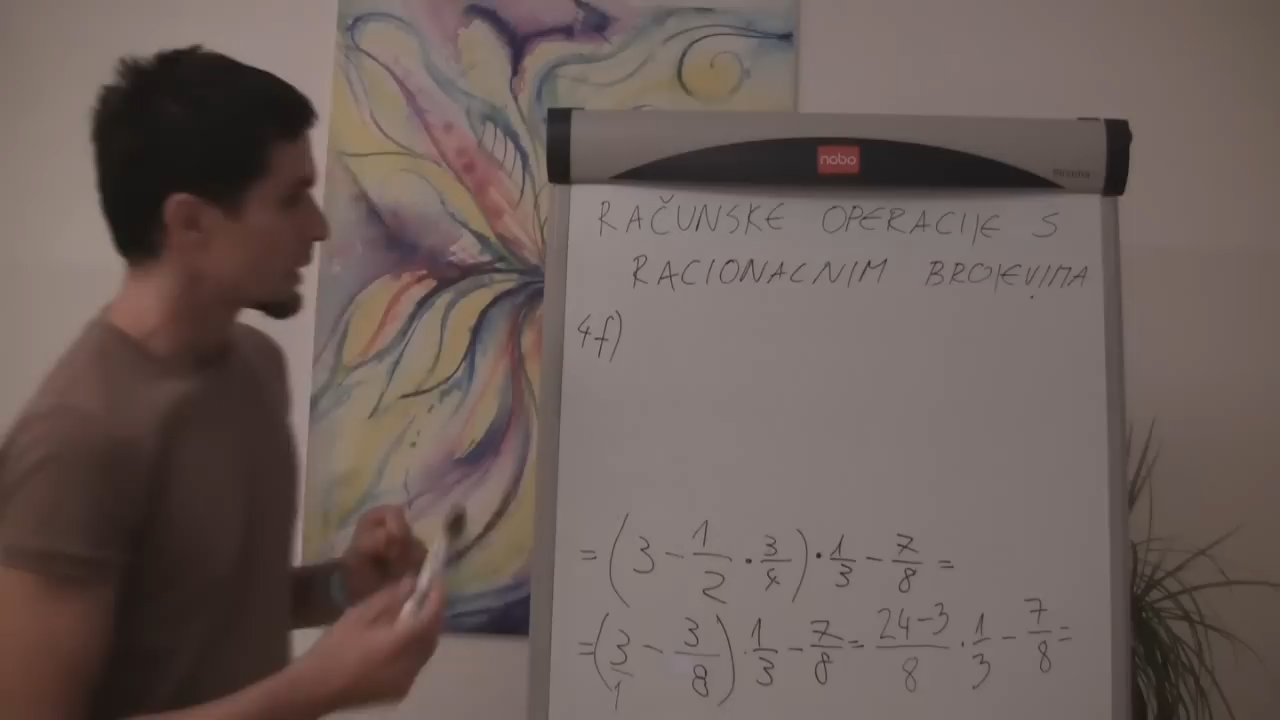 nobo
RAČUNSKE OPERACIJE S
RACIONALNIM BROJEVIMA
4f)
= (3 - 1/2 · 3/4) · 1/3 - 7/8 =
= (3/1 - 3/8) · 1/3 - 7/8 = 24-3/8 · 1/3 - 7/8 =